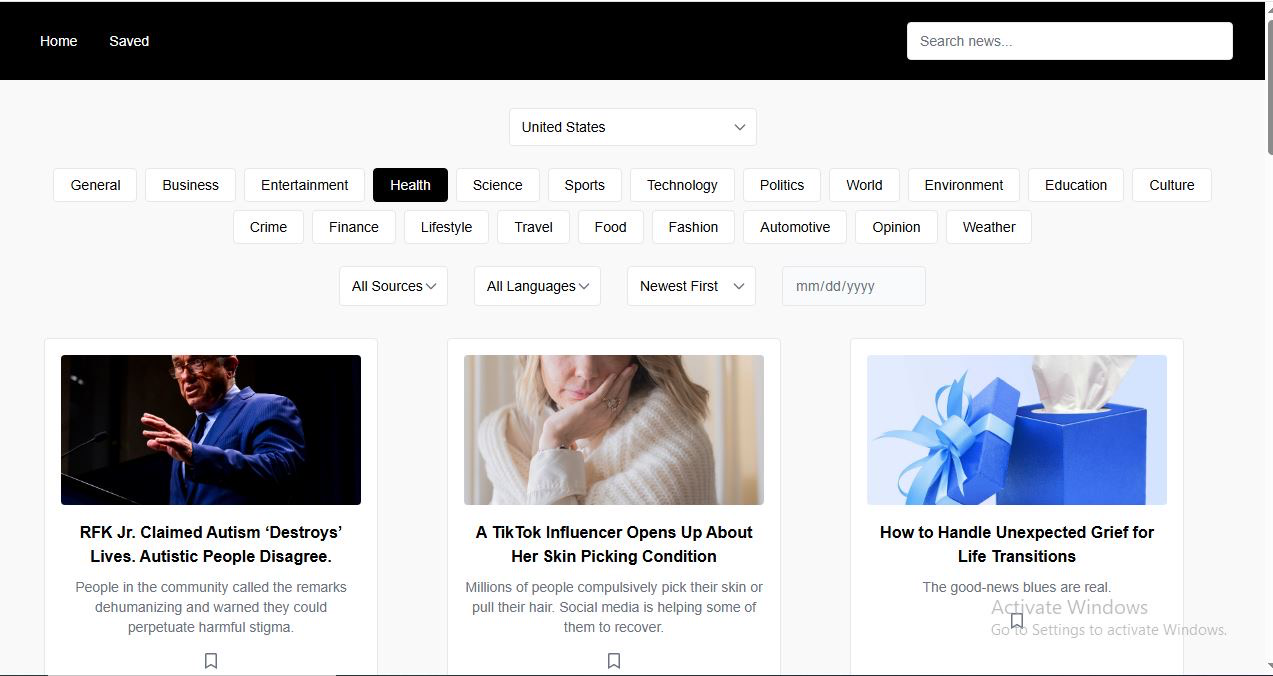 Home Saved Search news...
United States
General Business Entertainment Health Science Sports Technology Politics World Environment Education Culture
Crime Finance Lifestyle Travel Food Fashion Automotive Opinion Weather
All Sources All Languages Newest First mm/dd/yyyy
RFK Jr. Claimed Autism ‘Destroys’
Lives. Autistic People Disagree.
People in the community called the remarks
dehumanizing and warned they could
perpetuate harmful stigma.
A TikTok Influencer Opens Up About
Her Skin Picking Condition
Millions of people compulsively pick their skin or
pull their hair. Social media is helping some of
them to recover.
How to Handle Unexpected Grief for
Life Transitions
The good-news blues are real.
Activate Windows
Go to Settings to activate Windows.